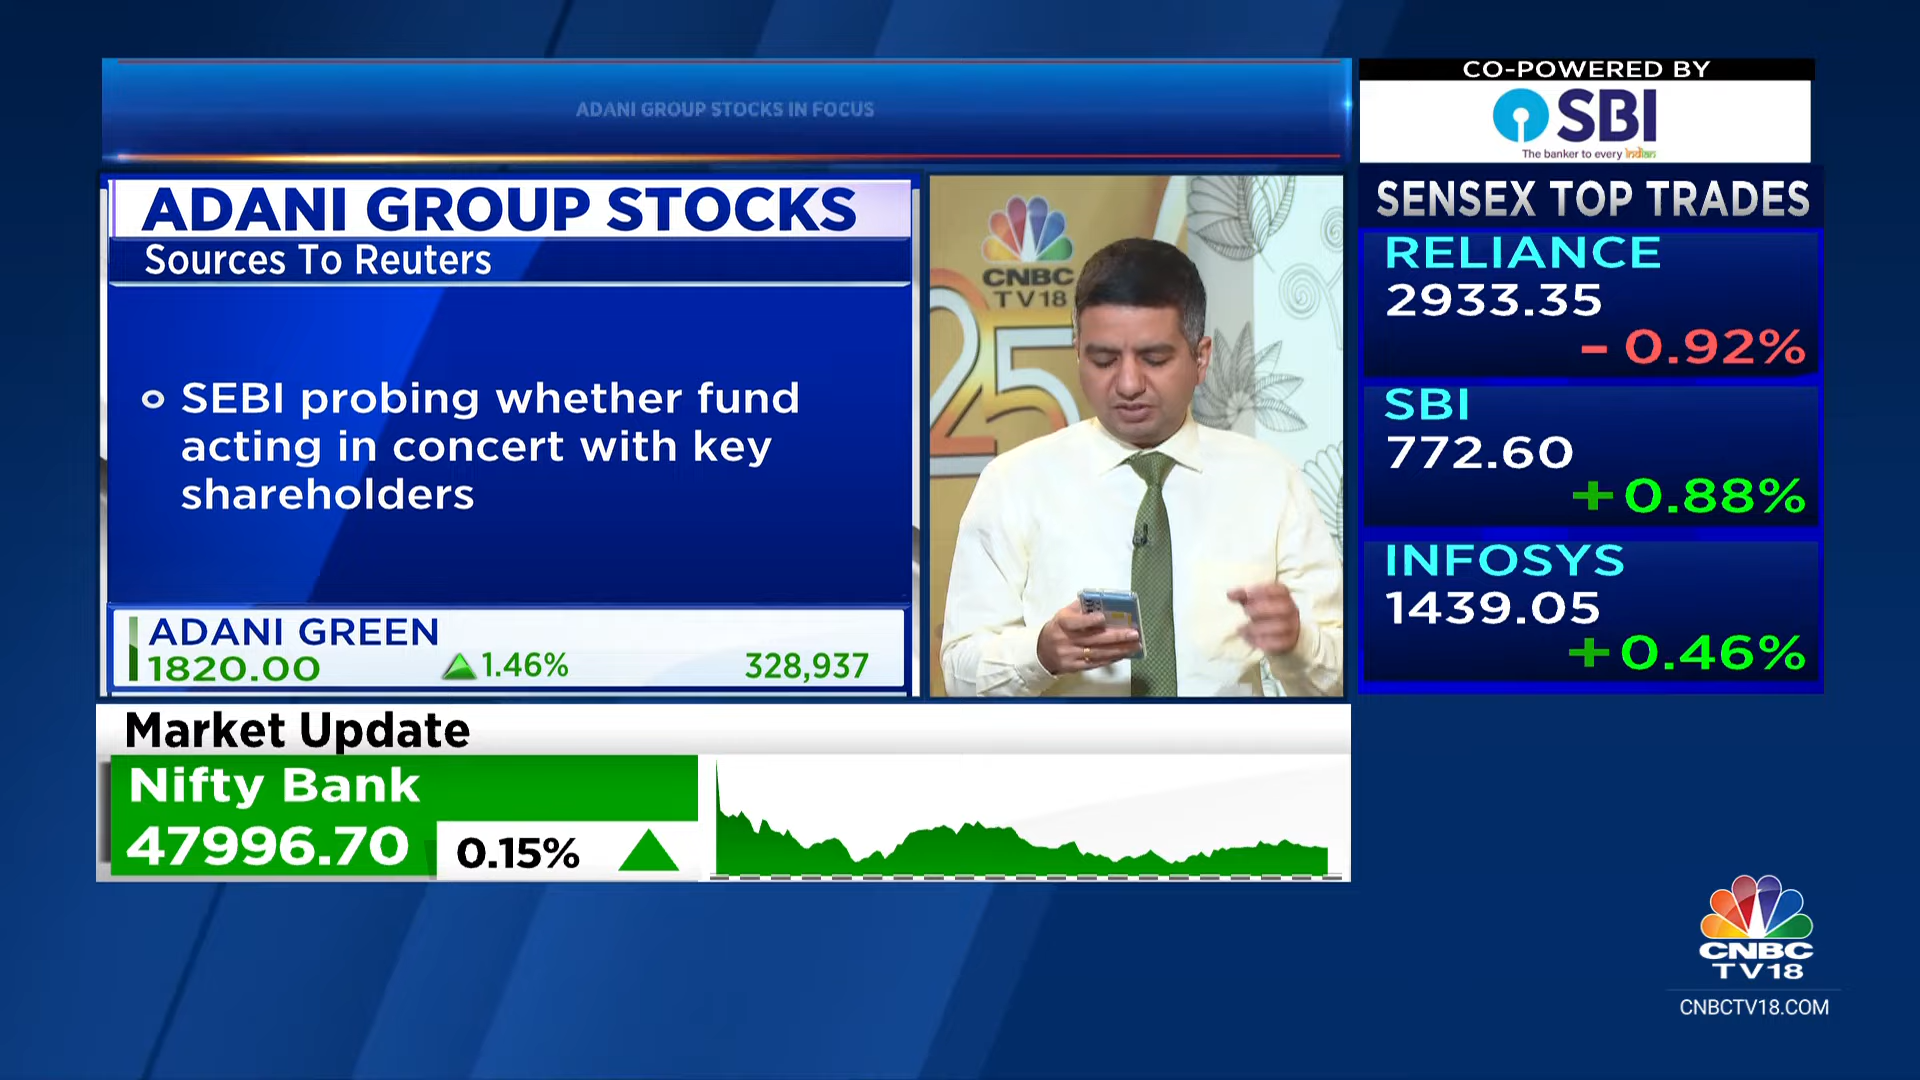 ADANI GROUP STOCKS IN FOCUS
ADANI GROUP STOCKS
Sources To Reuters
SEBI probing whether fund
acting in concert with key
shareholders
ADANI GREEN
1820.00 1.46% 328,937
CNBC
TV18
25
CO-POWERED BY
SBI
The banker to every indian
SENSEX TOP TRADES
RELIANCE
2933.35
- 0.92%
SBI
772.60
+0.88%
INFOSYS
1439.05
+0.46%
Market Update
Nifty Bank
47996.70 0.15%
CNBC
TV18
CNBCTV18.COM